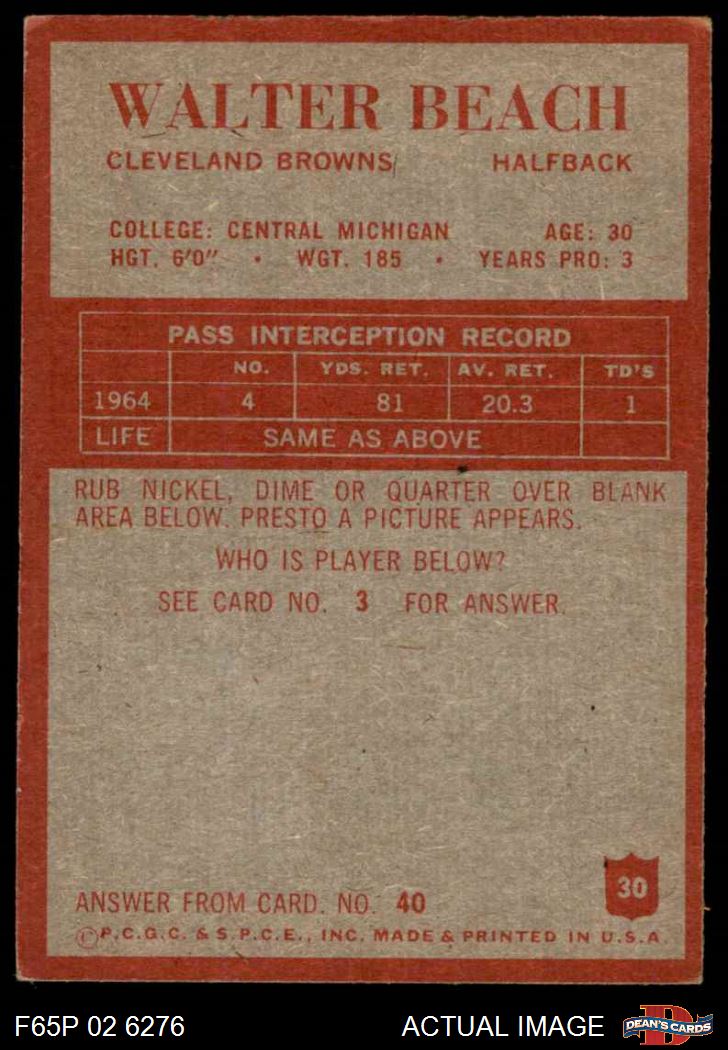 WALTER BEACH
CLEVELAND BROWNS HALFBACK
COLLEGE: CENTRAL MICHIGAN AGE: 30
HGT. 6'0" • WGT. 185 • YEARS PRO: 3
PASS INTERCEPTION RECORD
NO. YDS. RET. AV. RET. TD'S
1964 4 81 20.3 1
LIFE SAME AS ABOVE
RUB NICKEL, DIME OR QUARTER OVER BLANK
AREA BELOW. PRESTO A PICTURE APPEARS.
WHO IS PLAYER BELOW?
SEE CARD NO. 3 FOR ANSWER.
30
ANSWER FROM CARD. NO. 40
©P.C.G.C. & S.P.C.E., INC. MADE & PRINTED IN U.S.A.
F65P 02 6276 ACTUAL IMAGE D DEAN'S CARDS